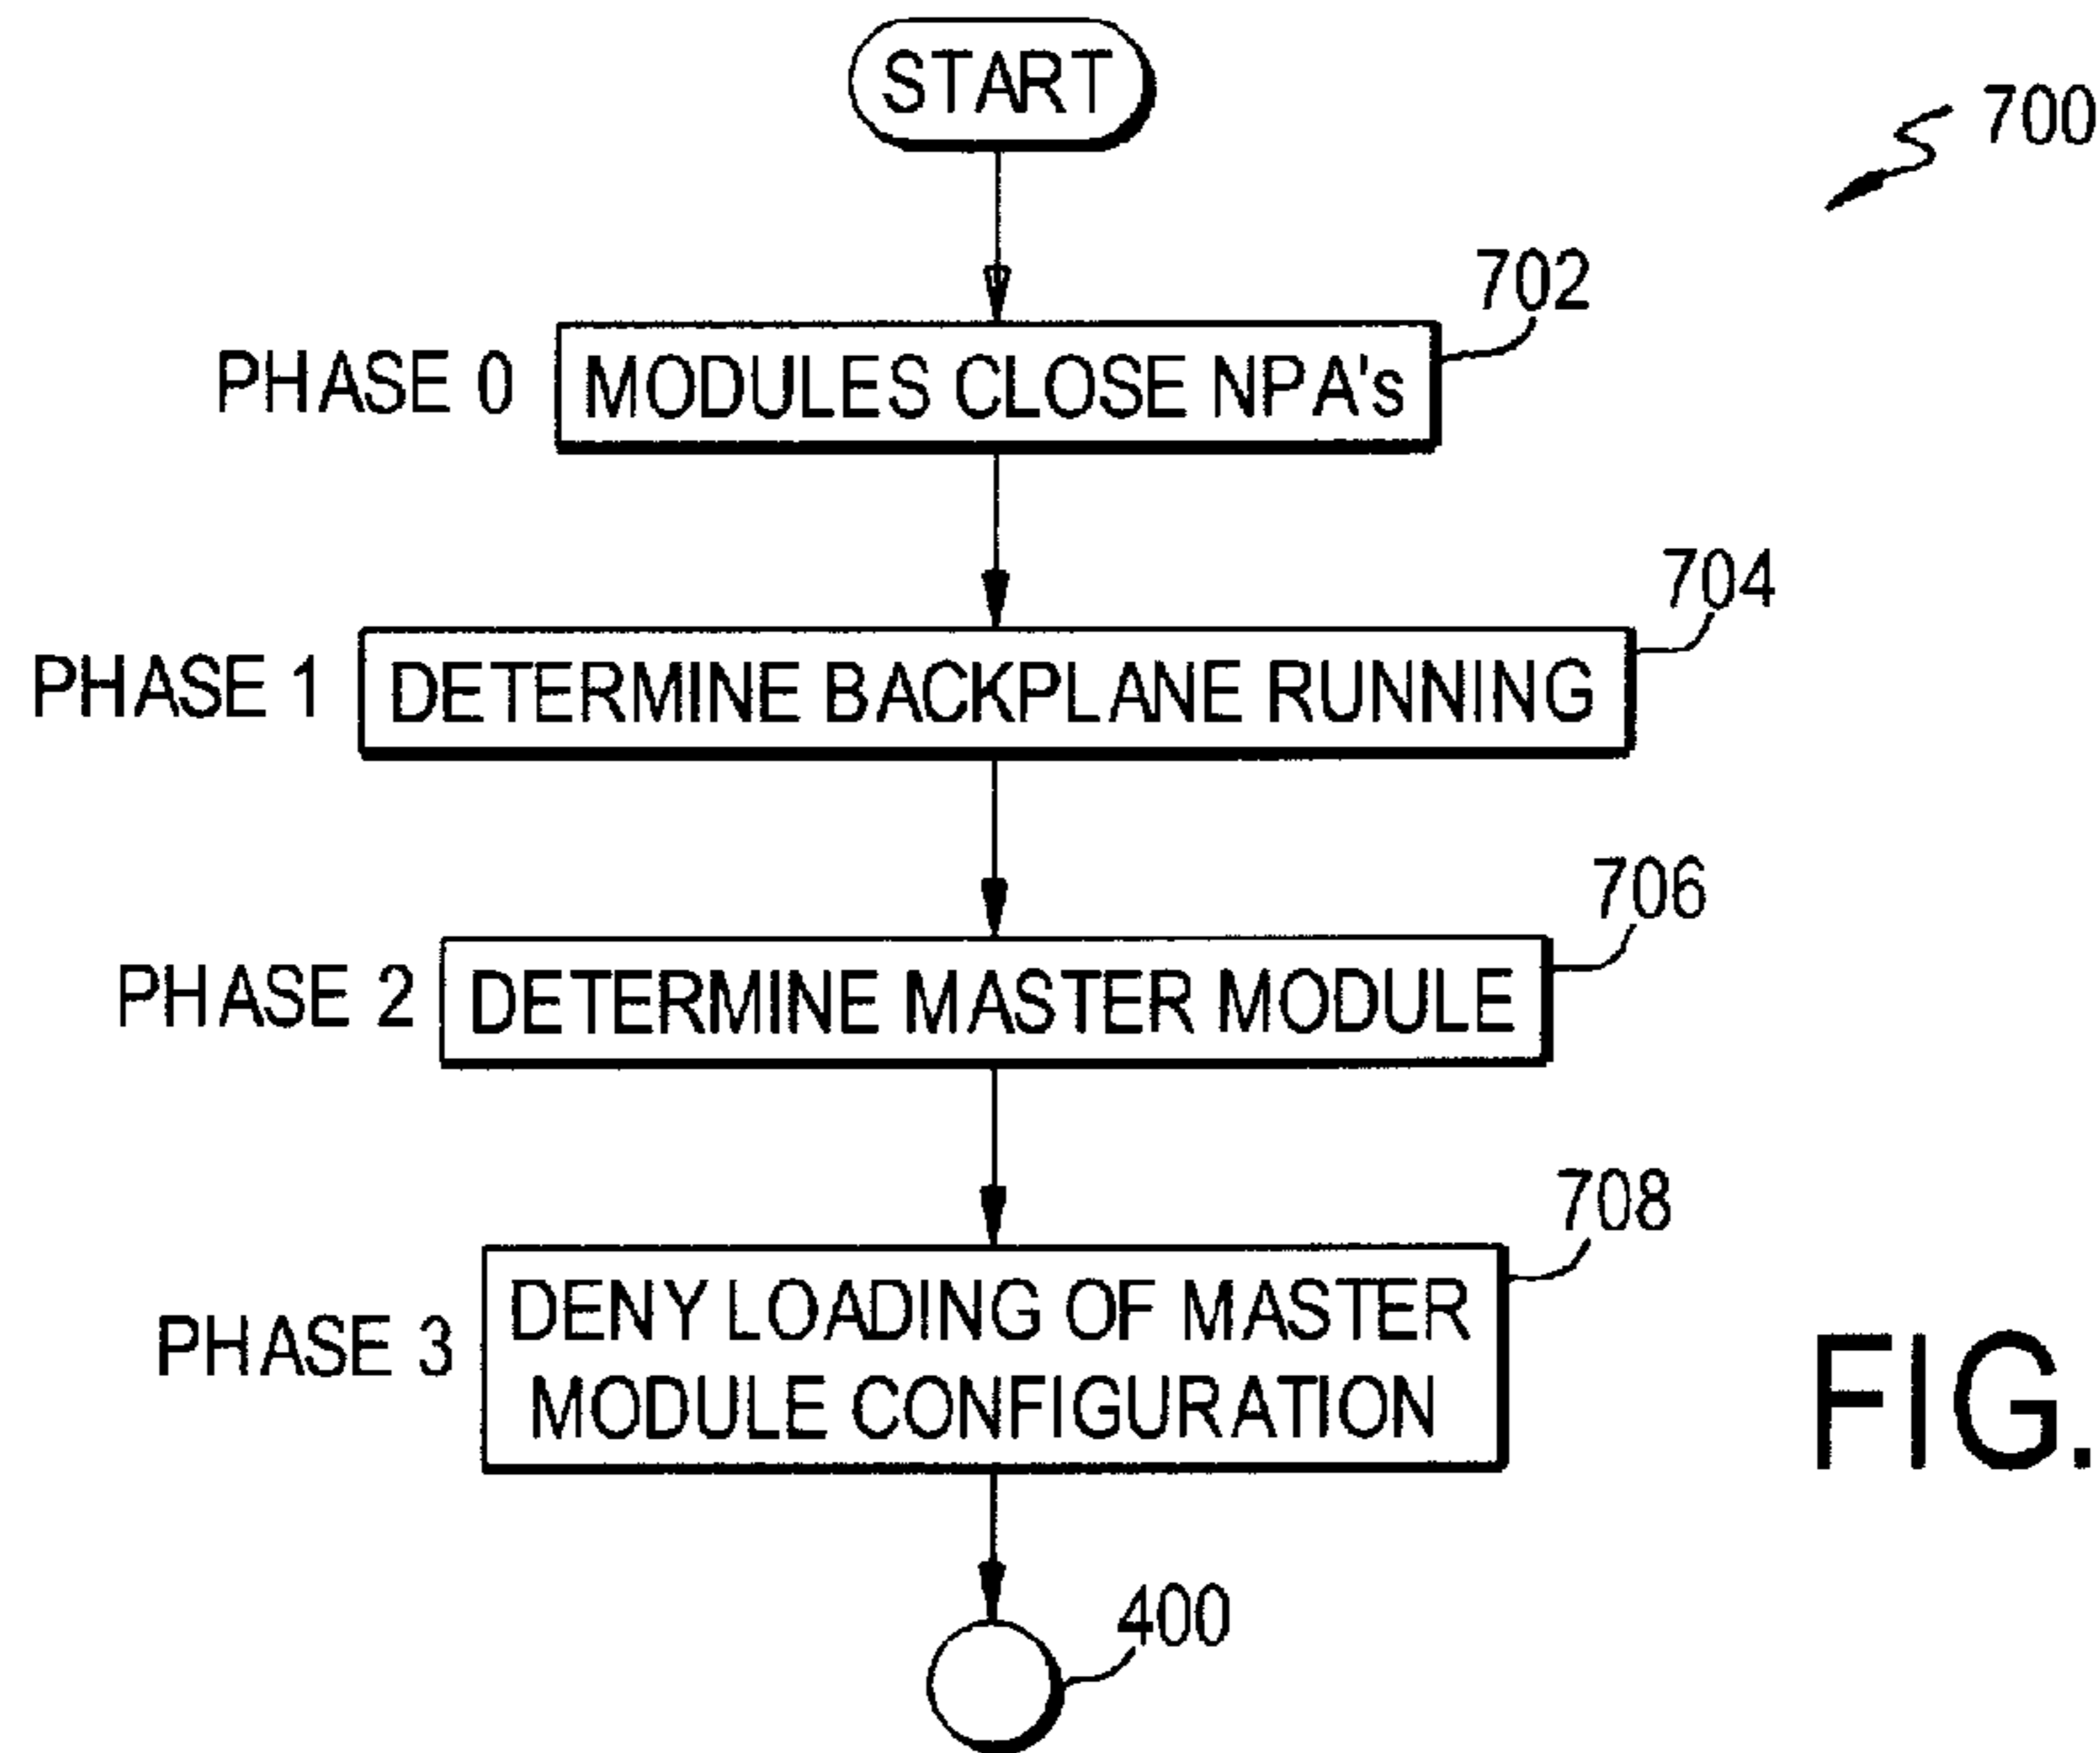 START
700
702
PHASE 0
MODULES CLOSE NPA's
704
PHASE 1
DETERMINE BACKPLANE RUNNING
706
PHASE 2
DETERMINE MASTER MODULE
708
PHASE 3
DENY LOADING OF MASTER
MODULE CONFIGURATION
FIG.
400